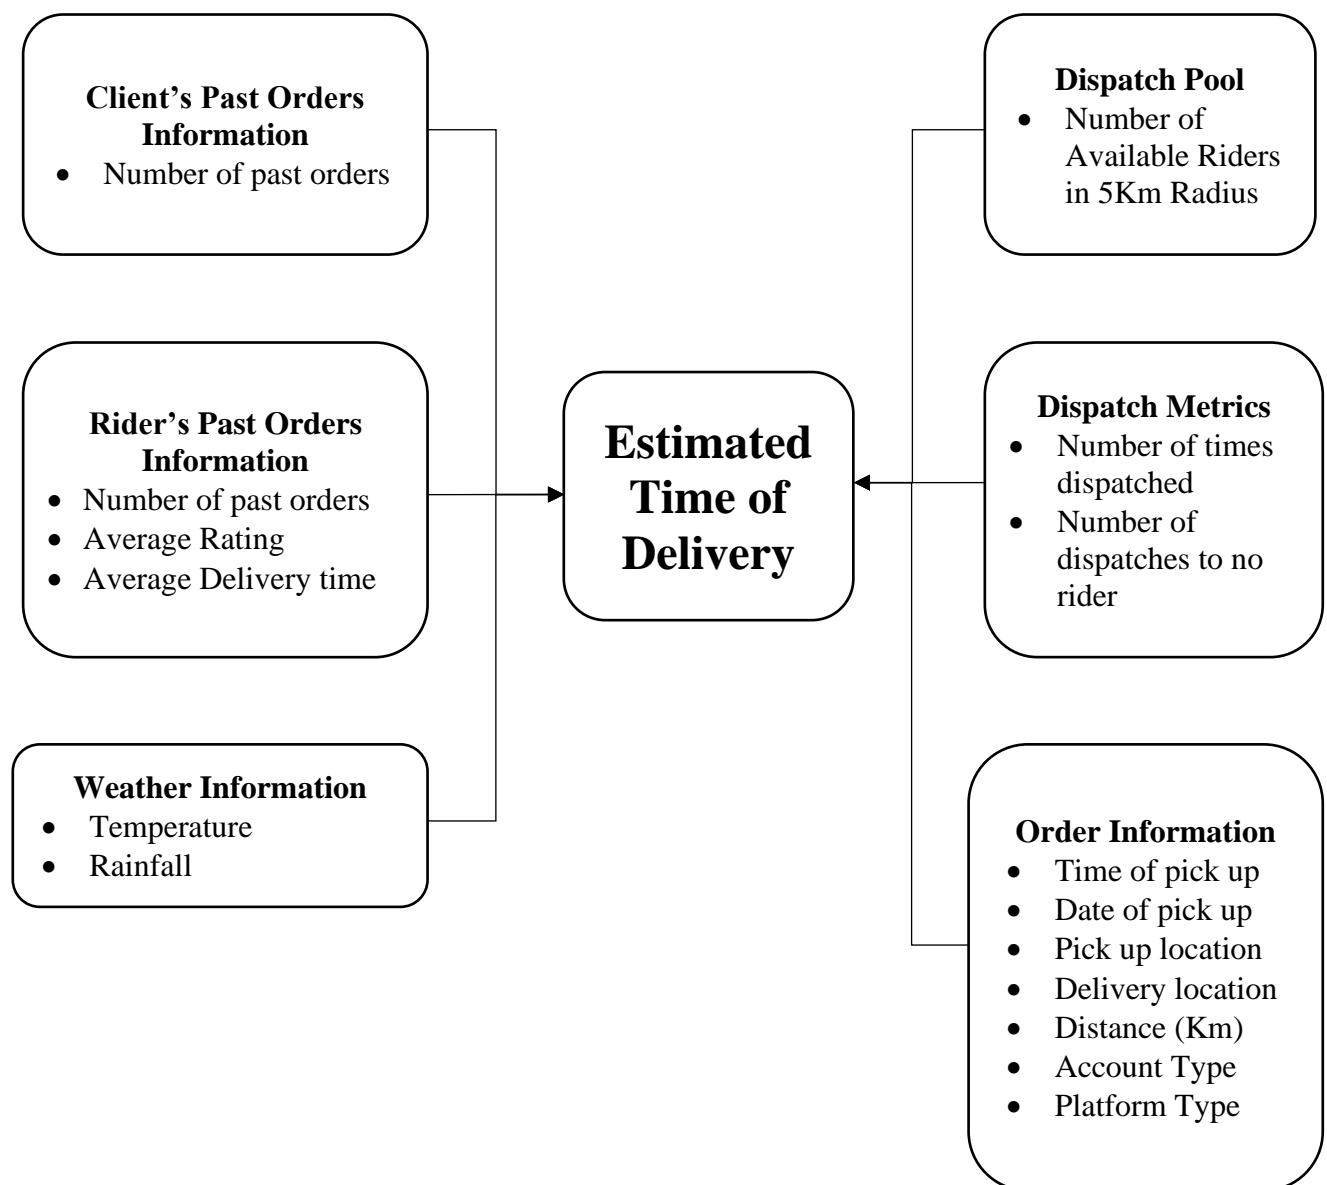 Client’s Past Orders
Information
• Number of past orders
Rider’s Past Orders
Information
• Number of past orders
• Average Rating
• Average Delivery time
Weather Information
• Temperature
• Rainfall
Estimated
Time of
Delivery
Dispatch Pool
• Number of
Available Riders
in 5Km Radius
Dispatch Metrics
• Number of times
dispatched
• Number of
dispatches to no
rider
Order Information
• Time of pick up
• Date of pick up
• Pick up location
• Delivery location
• Distance (Km)
• Account Type
• Platform Type